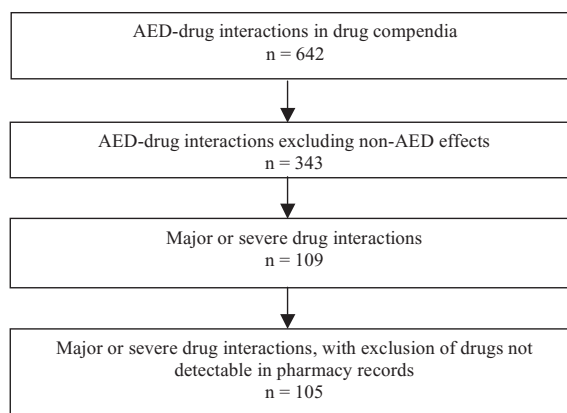 AED-drug interactions in drug compendia
n = 642
AED-drug interactions excluding non-AED effects
n = 343
Major or severe drug interactions
n = 109
Major or severe drug interactions, with exclusion of drugs not
detectable in pharmacy records
n = 105